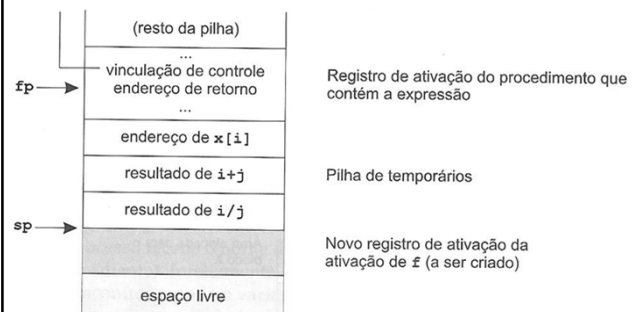 (resto da pilha)
...
vinculação de controle
fp
endereço de retorno
...
Registro de ativação do procedimento que
contém a expressão
endereço de x[i]
resultado de i+j
Pilha de temporários
resultado de i/j
sp
Novo registro de ativação da
ativação de f (a ser criado)
espaço livre